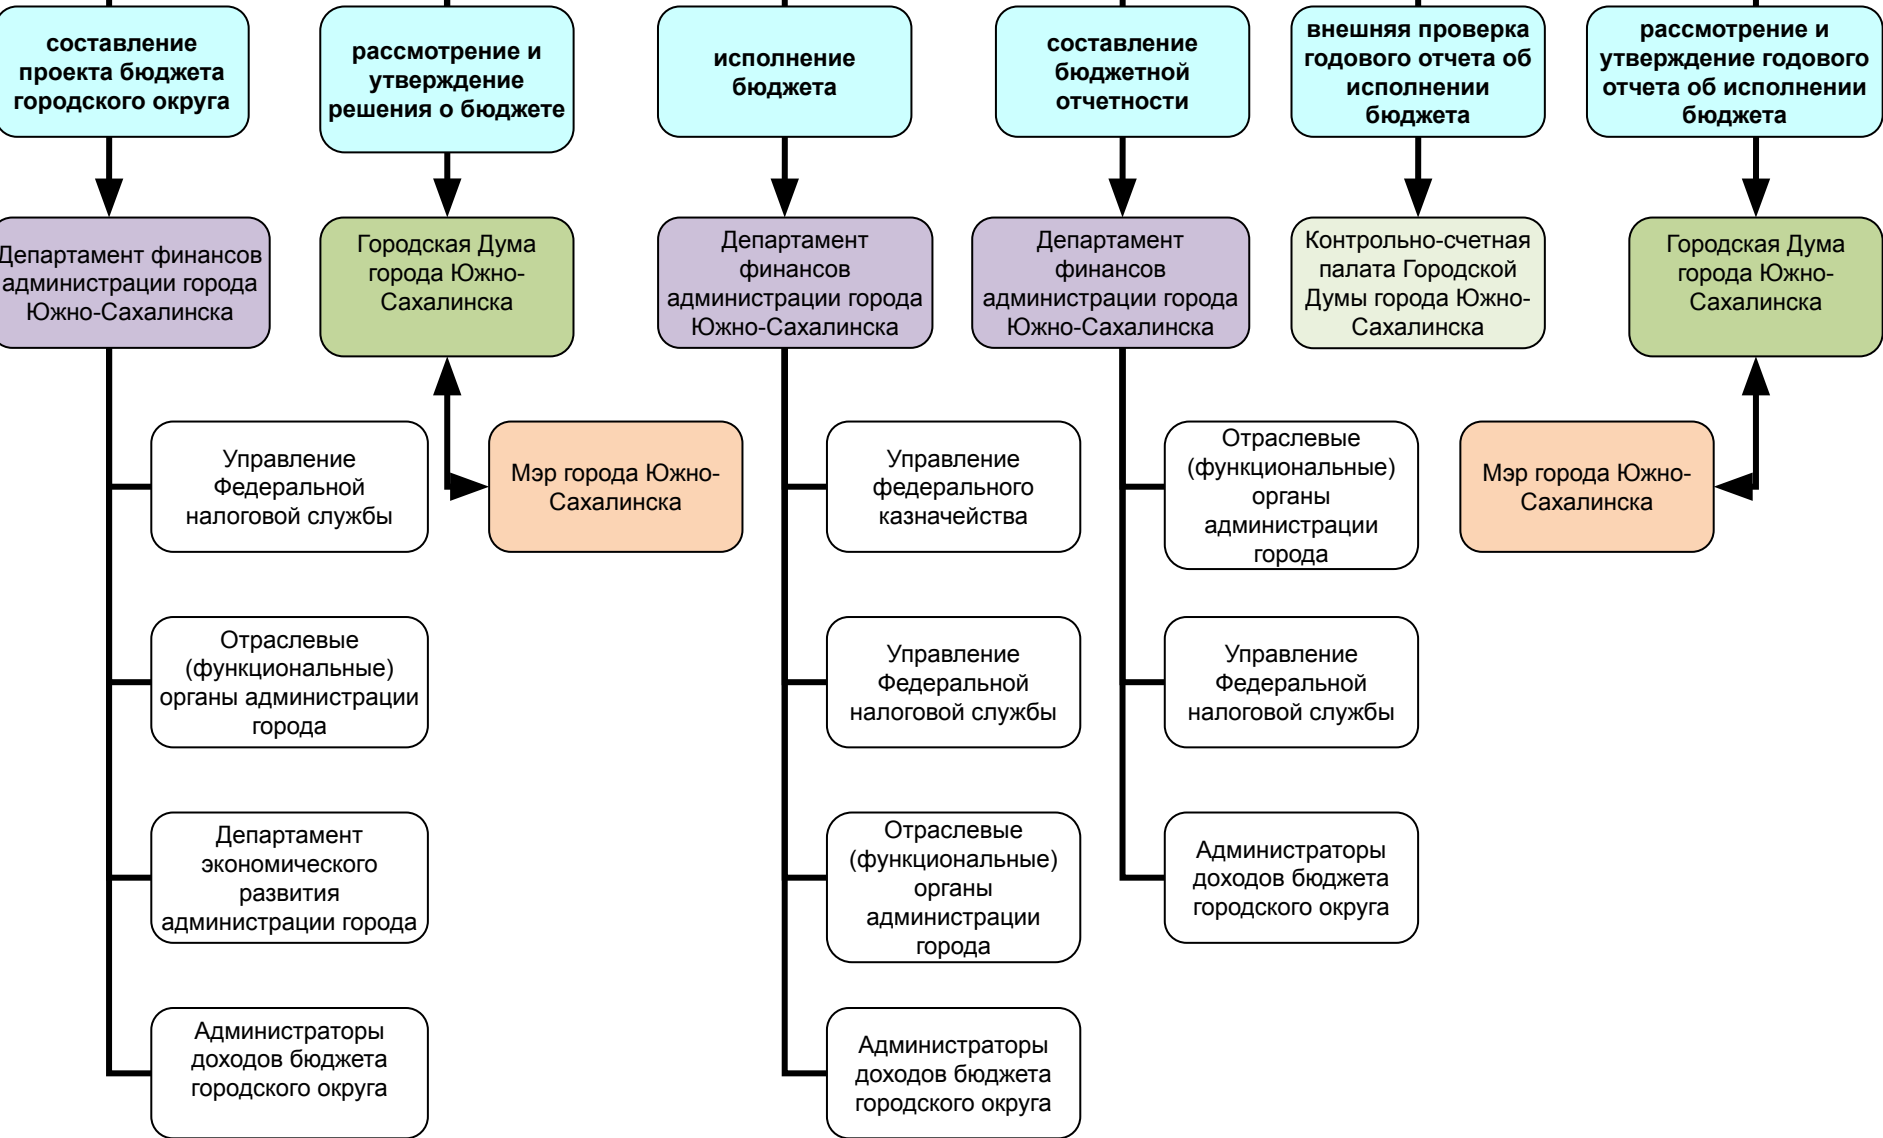 составление
проекта бюджета
городского округа
рассмотрение и
утверждение
решения о бюджете
исполнение
бюджета
составление
бюджетной
отчетности
внешняя проверка
годового отчета об
исполнении
бюджета
рассмотрение и
утверждение годового
отчета об исполнении
бюджета
Департамент финансов
администрации города
Южно-Сахалинска
Городская Дума
города Южно-
Сахалинска
Департамент
финансов
администрации города
Южно-Сахалинска
Департамент
финансов
администрации города
Южно-Сахалинска
Контрольно-счетная
палата Городской
Думы города Южно-
Сахалинска
Городская Дума
города Южно-
Сахалинска
Управление
Федеральной
налоговой службы
Мэр города Южно-
Сахалинска
Управление
федерального
казначейства
Отраслевые
(функциональные)
органы
администрации
города
Мэр города Южно-
Сахалинска
Отраслевые
(функциональные)
органы администрации
города
Управление
Федеральной
налоговой службы
Управление
Федеральной
налоговой службы
Департамент
экономического
развития
администрации города
Отраслевые
(функциональные)
органы
администрации
города
Администраторы
доходов бюджета
городского округа
Администраторы
доходов бюджета
городского округа
Администраторы
доходов бюджета
городского округа